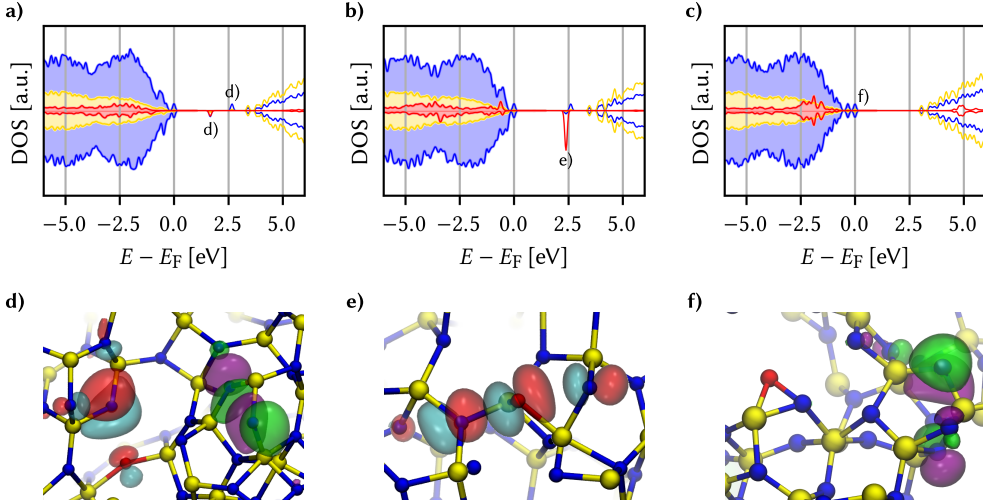 a) b) c)
DOS [a.u.] DOS [a.u.] DOS [a.u.]
d) d) e) f)
−5.0 −2.5 0.0 2.5 5.0 −5.0 −2.5 0.0 2.5 5.0 −5.0 −2.5 0.0 2.5 5.0
E − EF [eV] E − EF [eV] E − EF [eV]
d) e) f)